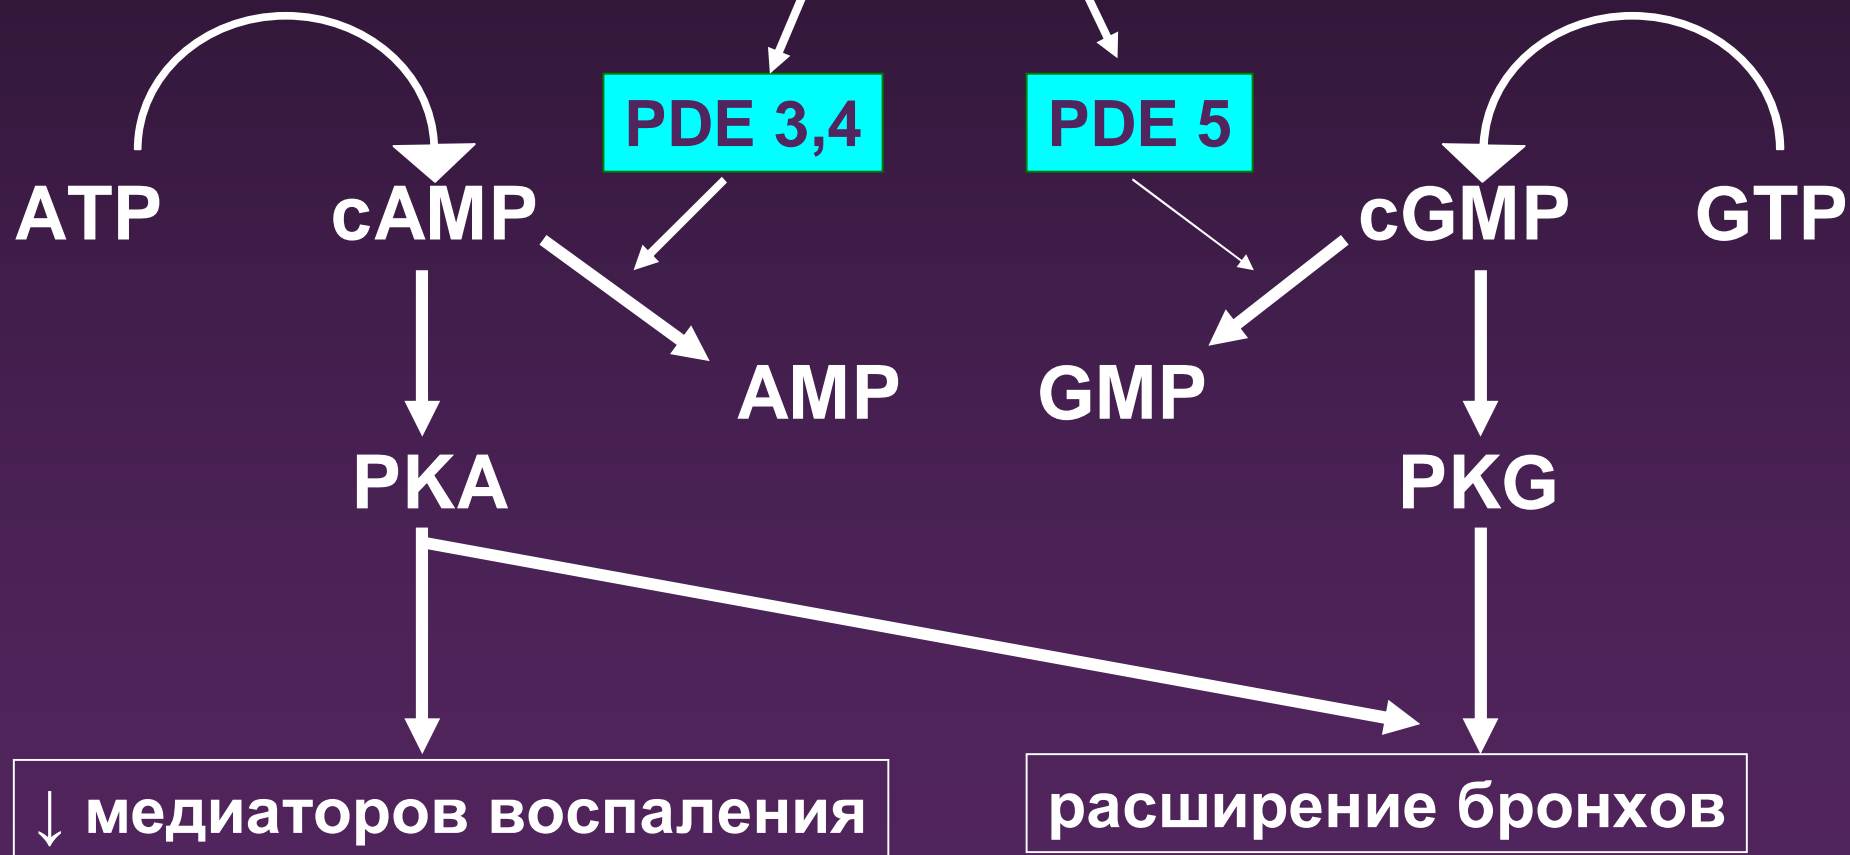 PDE 3,4
PDE 5
ATP
cAMP
cGMP
GTP
AMP
GMP
PKA
PKG
↓ медиаторов воспаления
расширение бронхов